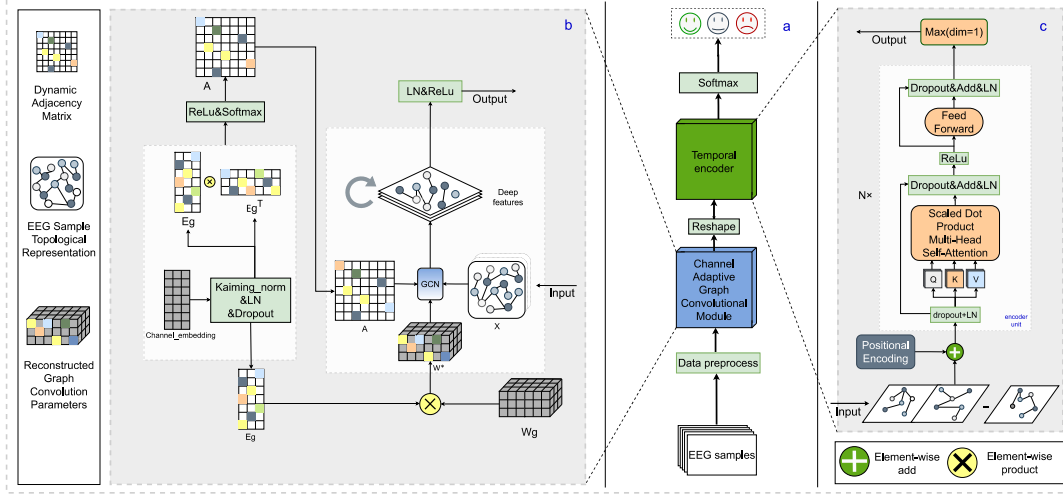 Dynamic
Adjacency
Matrix
EEG Sample
Topological
Representation
Reconstructed
Graph
Convolution
Parameters
b
A
ReLu&Softmax
Eg
Eg^T
Kaiming_norm
&LN
&Dropout
Channel_embedding
Eg
LN&ReLu
Output
Deep
features
GCN
A
X
Input
W*
Wg
a
Softmax
Temporal
encoder
Reshape
Channel
Adaptive
Graph
Convolutional
Module
Data preprocess
EEG samples
c
Max(dim=1)
Output
Dropout&Add&LN
Feed
Forward
ReLu
Dropout&Add&LN
N×
Scaled Dot
Product
Multi-Head
Self-Attention
Q
K
V
dropout+LN
encoder
unit
Positional
Encoding
Input
Element-wise
add
Element-wise
product